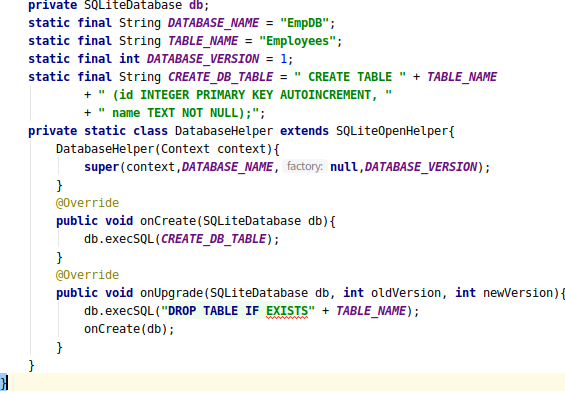 private SQLiteDatabase db;
static final String DATABASE_NAME = "EmpDB";
static final String TABLE_NAME = "Employees";
static final int DATABASE_VERSION = 1;
static final String CREATE_DB_TABLE = " CREATE TABLE " + TABLE_NAME
+ " (id INTEGER PRIMARY KEY AUTOINCREMENT, "
+ " name TEXT NOT NULL);";
private static class DatabaseHelper extends SQLiteOpenHelper{
DatabaseHelper(Context context){
super(context,DATABASE_NAME, factory: null,DATABASE_VERSION);
}
@Override
public void onCreate(SQLiteDatabase db){
db.execSQL(CREATE_DB_TABLE);
}
@Override
public void onUpgrade(SQLiteDatabase db, int oldVersion, int newVersion){
db.execSQL("DROP TABLE IF EXISTS" + TABLE_NAME);
onCreate(db);
}
}
}